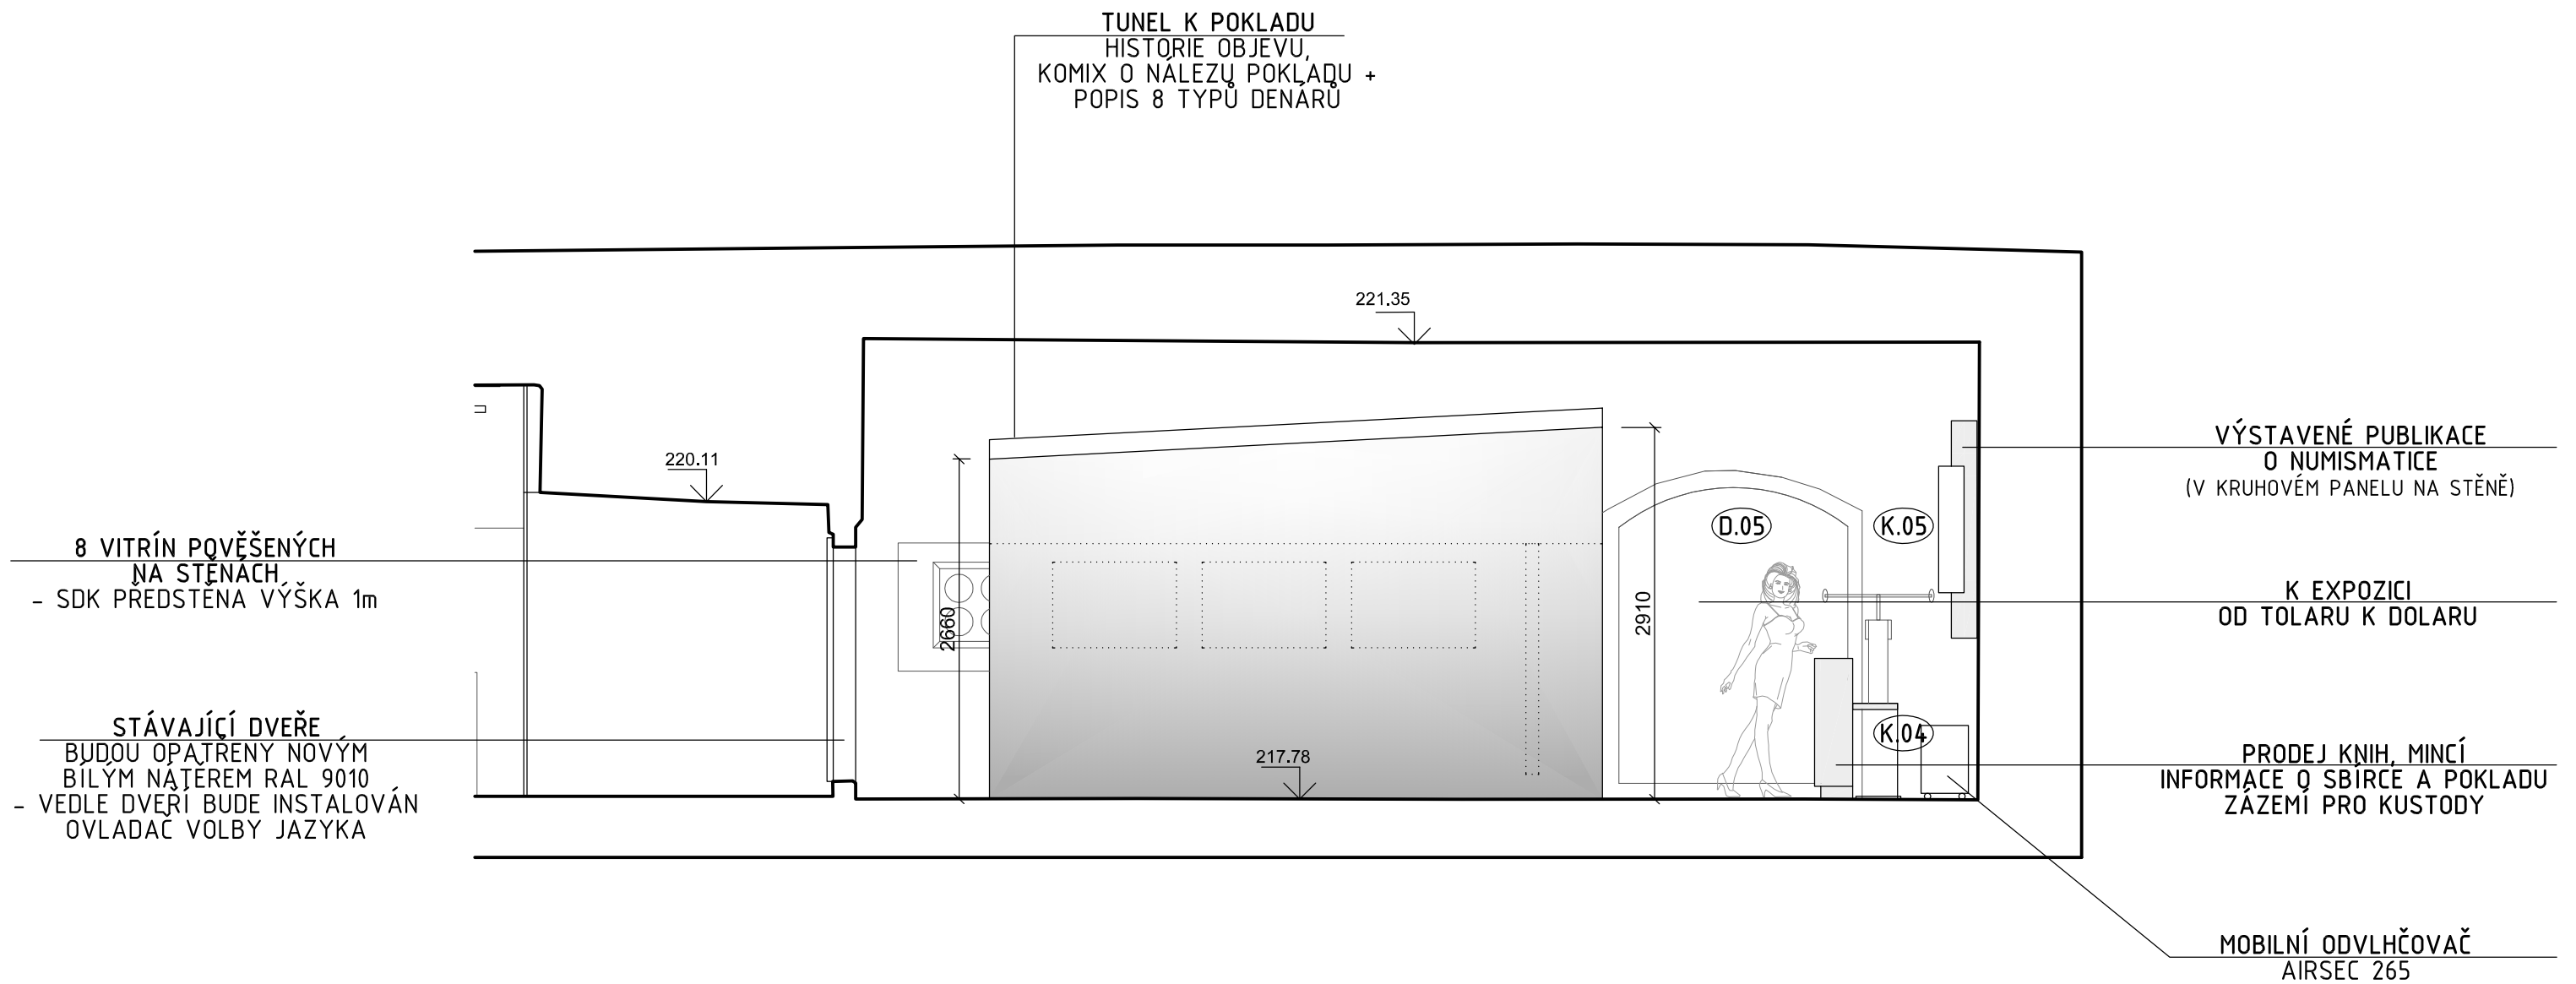 TUNEL K POKLADU
HISTORIE OBJEVU,
KOMIX O NÁLEZU POKLADU +
POPIS 8 TYPŮ DENÁRŮ
221.35
220.11
8 VITRÍN POVĚŠENÝCH
NA STĚNÁCH
- SDK PŘEDSTĚNA VÝŠKA 1m
STÁVAJÍCÍ DVEŘE
BUDOU OPATŘENY NOVÝM
BÍLÝM NÁTĚREM RAL 9010
- VEDLE DVEŘÍ BUDE INSTALOVÁN
OVLADAČ VOLBY JAZYKA
2660
217.78
2910
D.05
K.05
K.04
VÝSTAVENÉ PUBLIKACE
O NUMISMATICE
(V KRUHOVÉM PANELU NA STĚNĚ)
K EXPOZICI
OD TOLARU K DOLARU
PRODEJ KNIH, MINCÍ
INFORMACE O SBÍRCE A POKLADU
ZÁZEMÍ PRO KUSTODY
MOBILNÍ ODVLHČOVAČ
AIRSEC 265